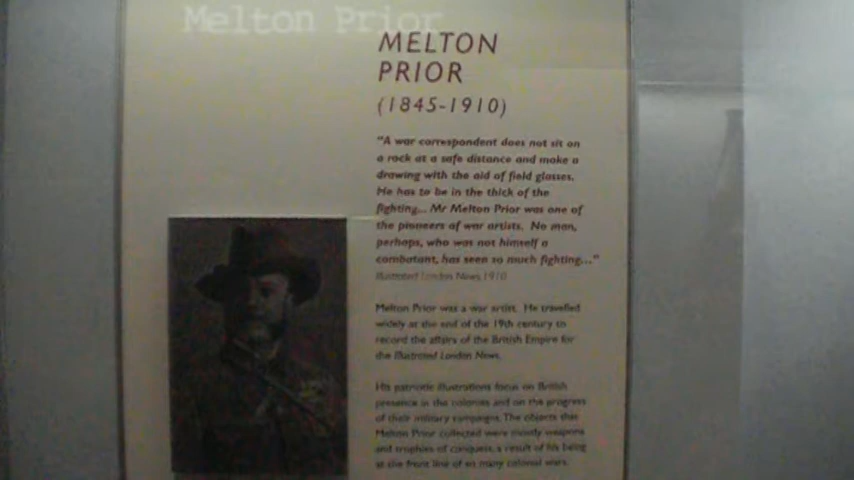 Melton Prior
MELTON
PRIOR
(1845-1910)
"A war correspondent does not sit on
a rock at a safe distance and make a
drawing with the aid of field glasses.
He has to be in the thick of the
fighting... Mr Melton Prior was one of
the pioneers of war artists. No man,
perhaps, who was not himself a
combatant, has seen so much fighting..."
Illustrated London News 1910
Melton Prior was a war artist. He travelled
widely at the end of the 19th century to
record the affairs of the British Empire for
the Illustrated London News.
His patriotic illustrations focus on British
presence in the colonies and on the progress
of their military campaigns. The objects that
Melton Prior collected were mostly weapons
and trophies of conquest, a result of his being
at the front line of so many colonial wars.